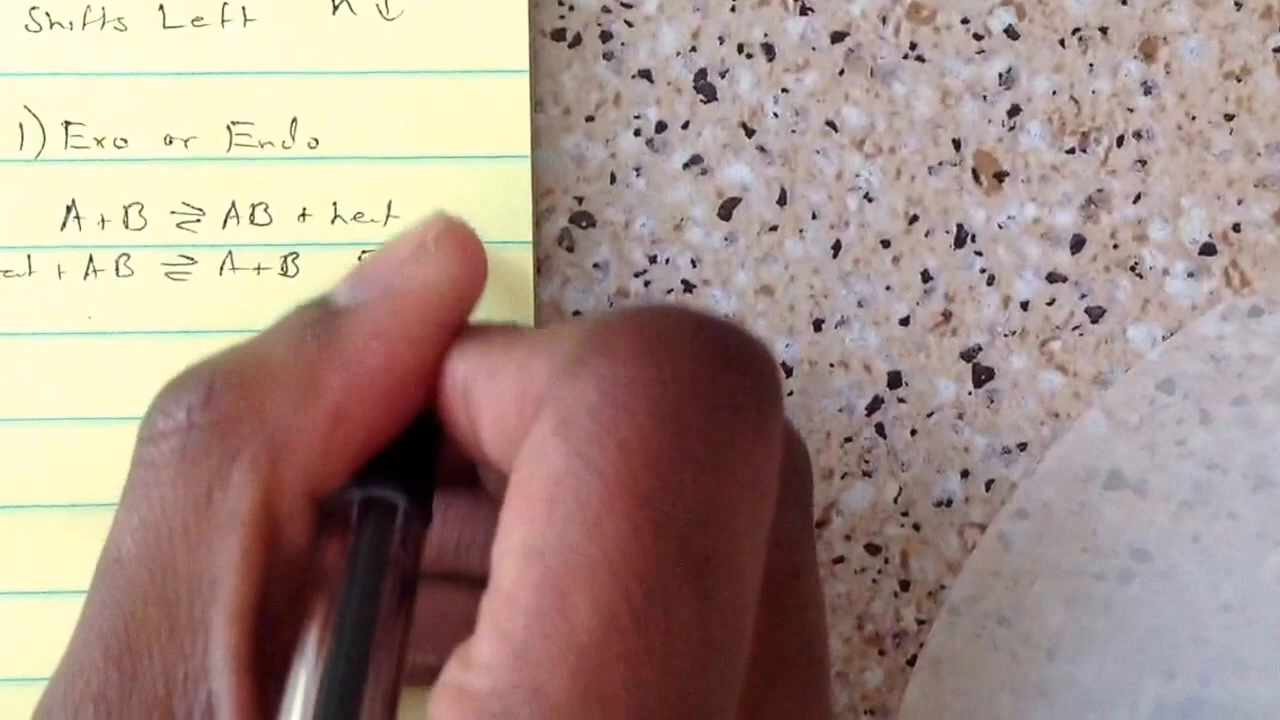 Shifts Left K ↓
1) Exo or Endo
A + B ⇌ AB + heat
+ AB ⇌ A + B